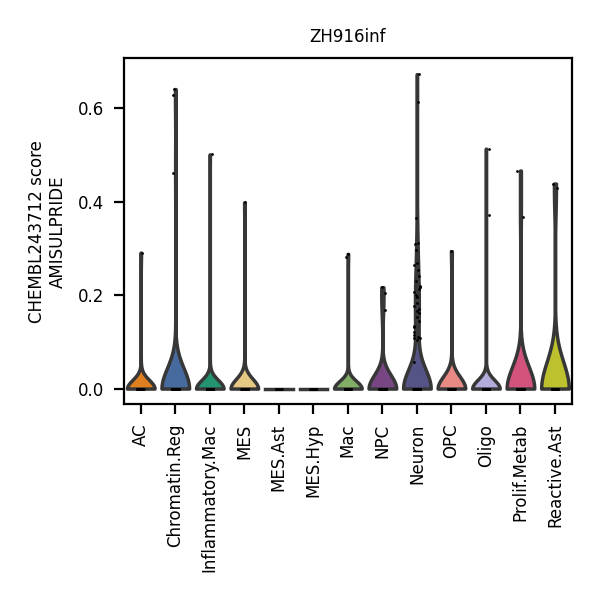 ZH916inf
CHEMBL243712 score
AMISULPRIDE
0.6
0.4
0.2
0.0
AC
Chromatin.Reg
Inflammatory.Mac
MES
MES.Ast
MES.Hyp
Mac
NPC
Neuron
OPC
Oligo
Prolif.Metab
Reactive.Ast